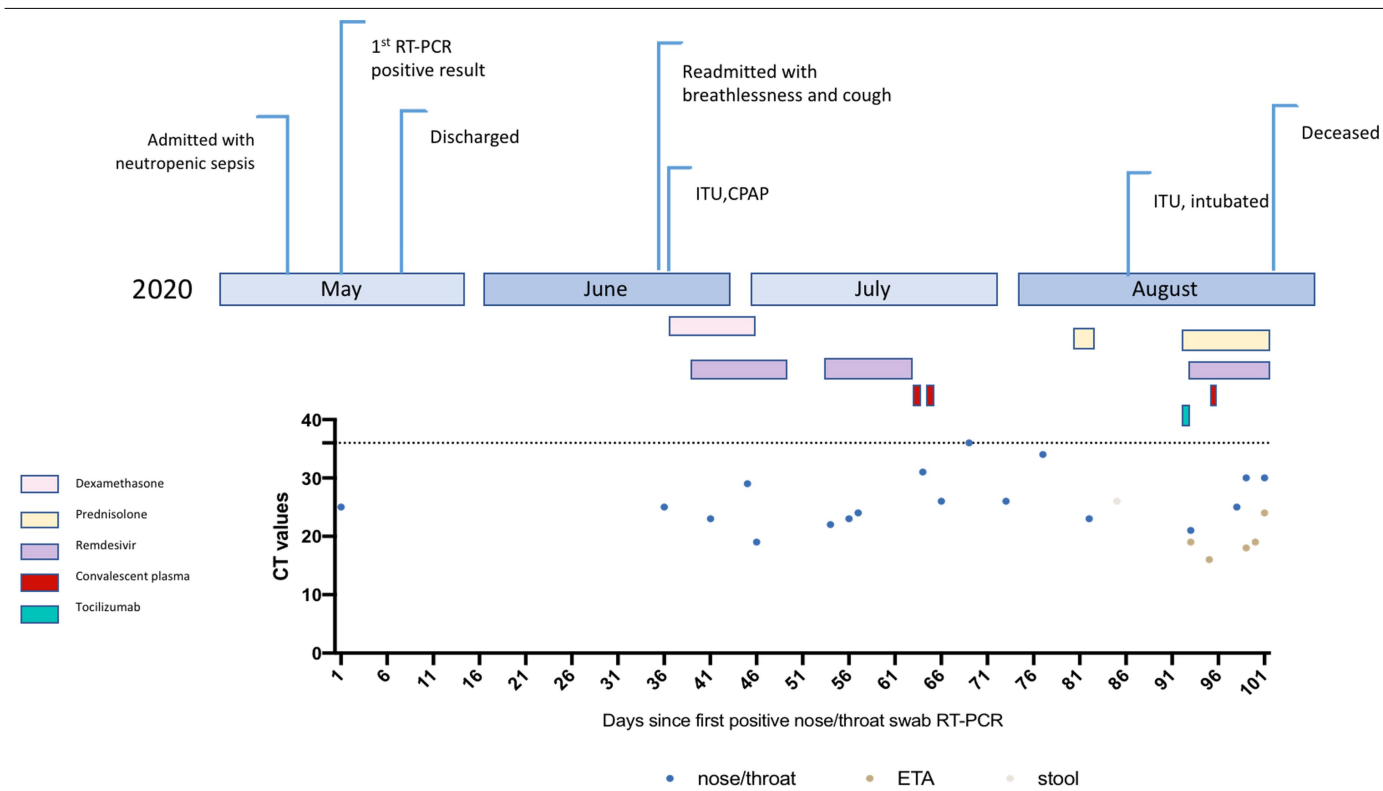 1st RT-PCR
positive result
Readmitted with
breathlessness and cough
Admitted with
neutropenic sepsis
Discharged
Deceased
ITU,CPAP
ITU, intubated
2020
May
June
July
August
Dexamethasone
Prednisolone
Remdesivir
Convalescent plasma
Tocilizumab
CT values
40
30
20
10
0
1 6 11 16 21 26 31 36 41 46 51 56 61 66 71 76 81 86 91 96 101
Days since first positive nose/throat swab RT-PCR
nose/throat ETA stool